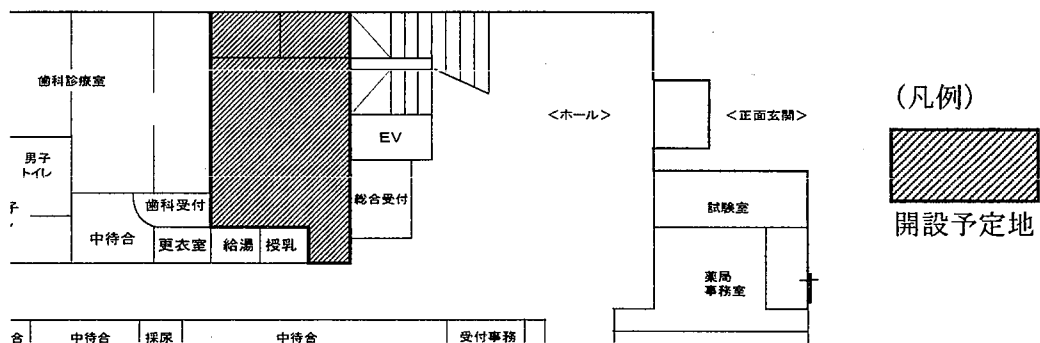 歯科診療室
<ホール>
<正面玄関>
(凡例)
開設予定地
EV
男子
トイレ
歯科受付
総合受付
試験室
中待合
更衣室
給湯
授乳
薬局
事務室
中待合
採尿
中待合
受付事務